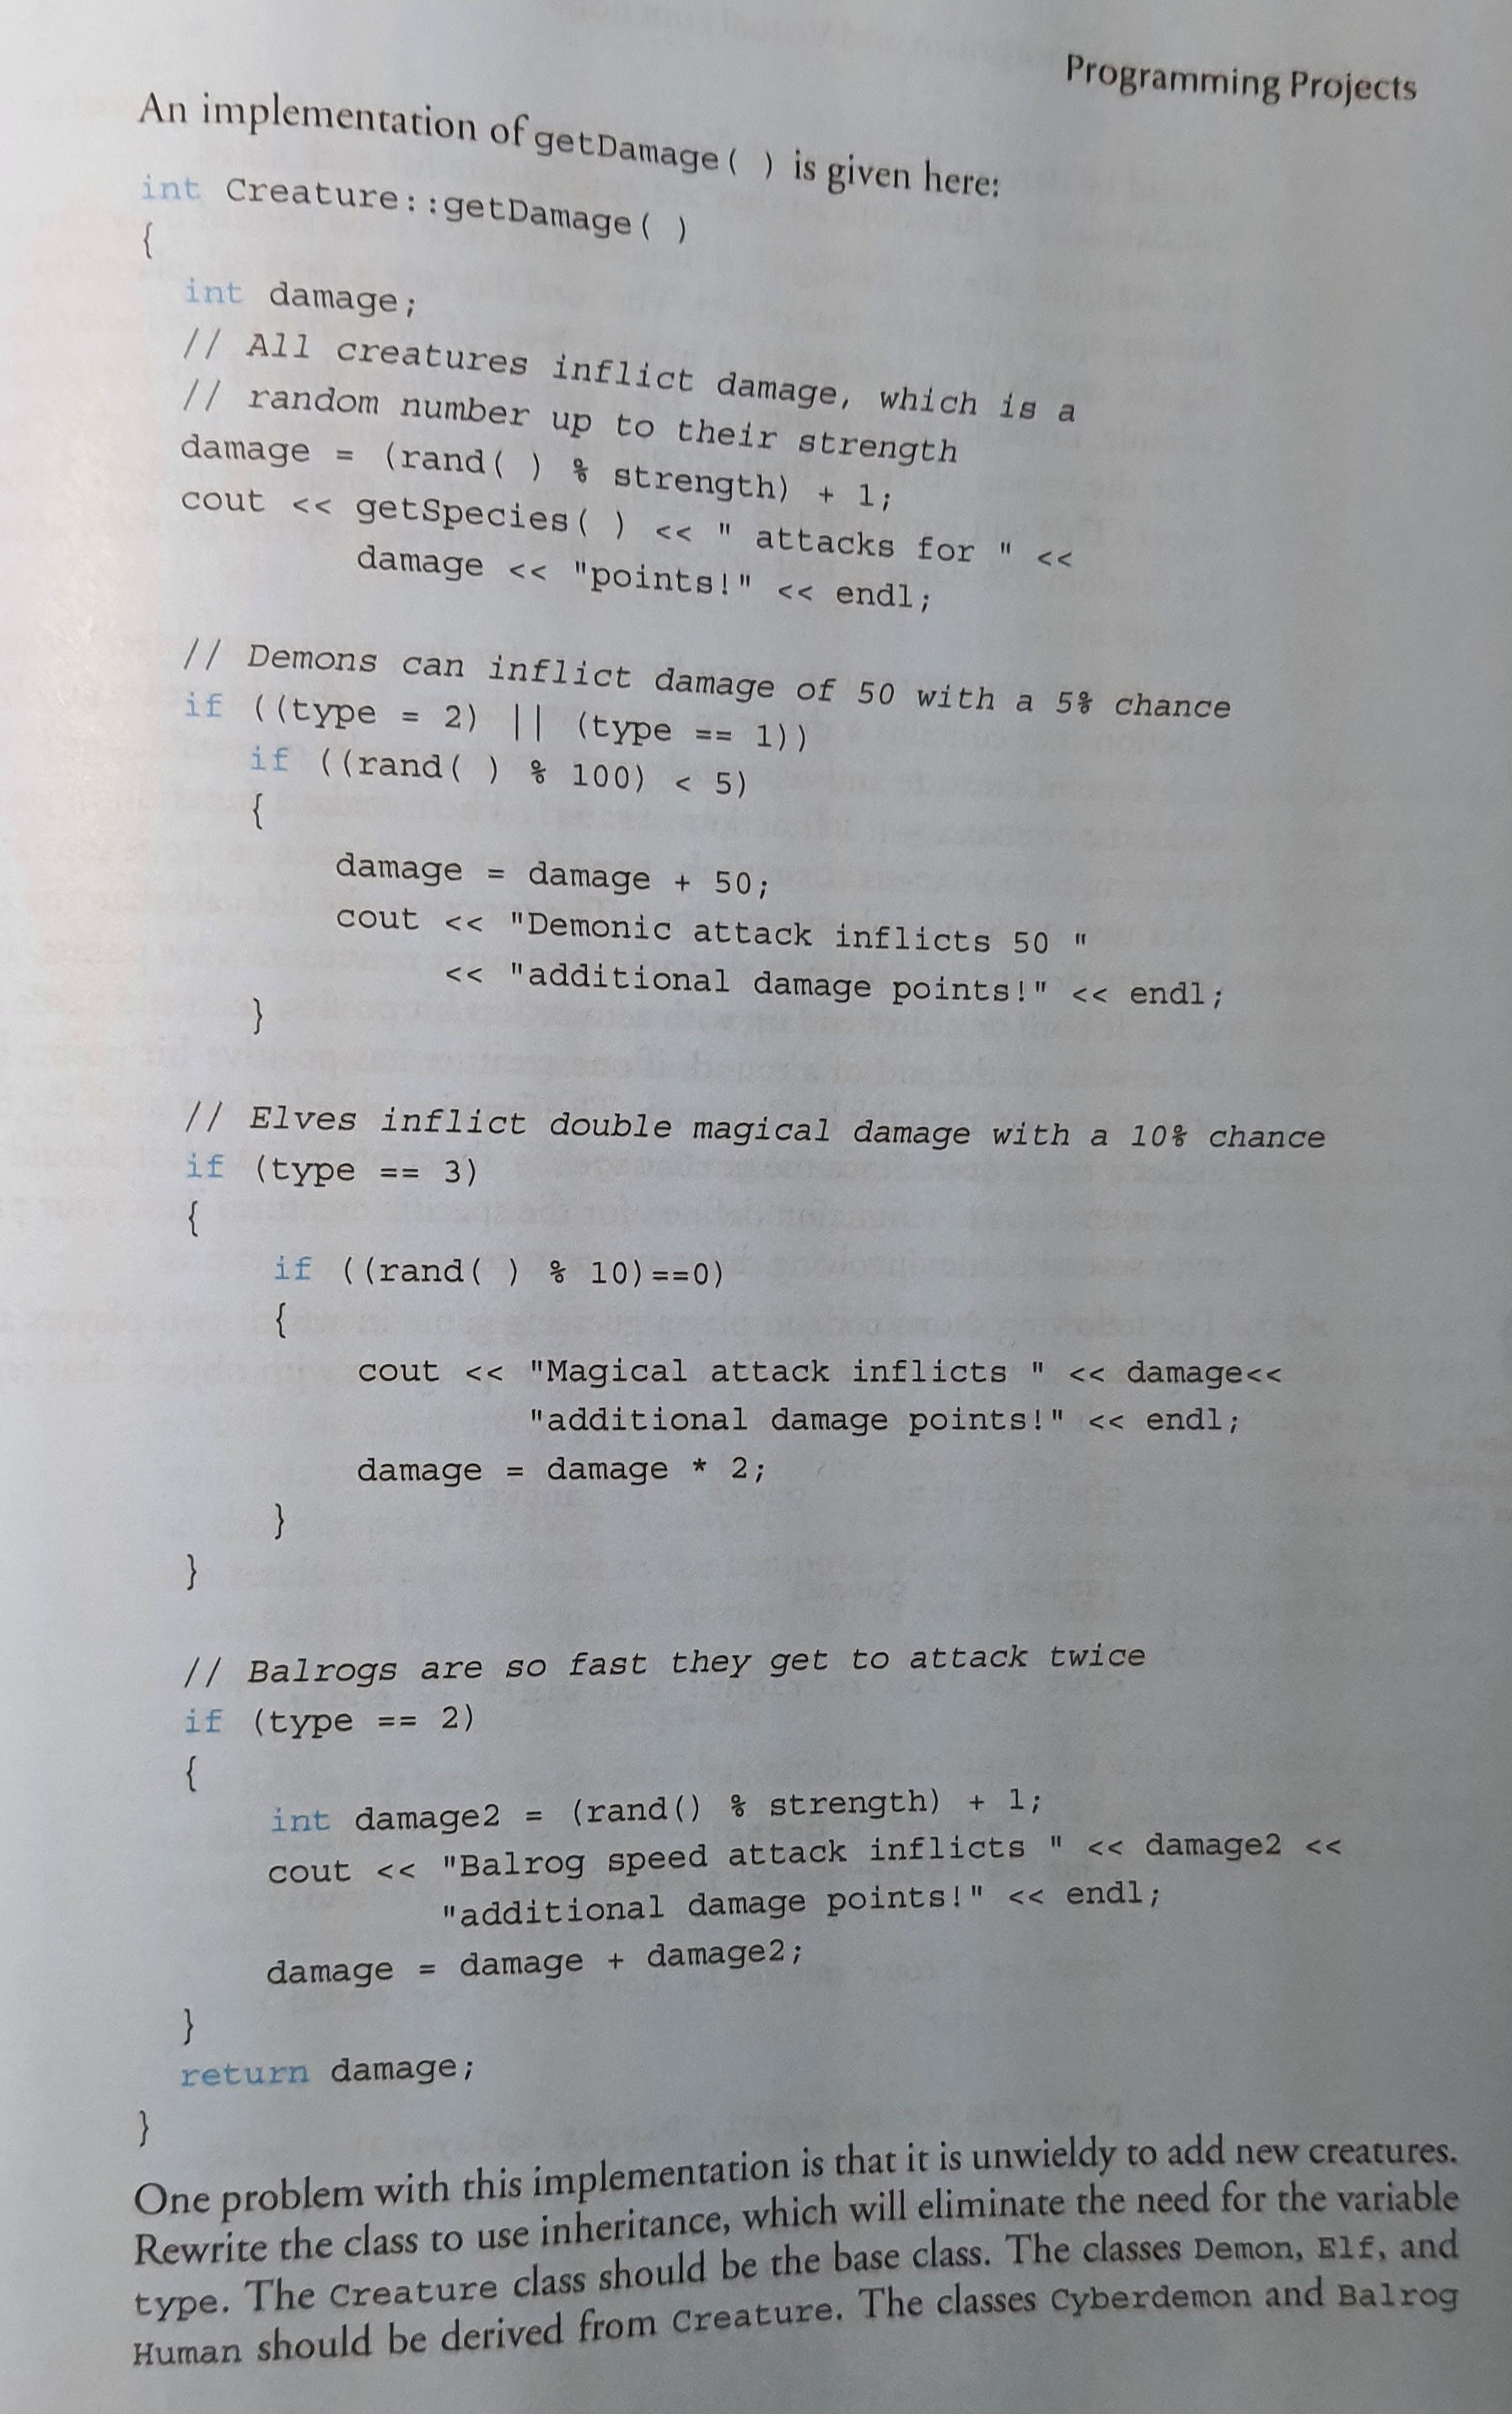 Programming Projects
An implementation of getDamage( ) is given here:
int Creature::getDamage( )
{
int damage;
// All creatures inflict damage, which is a
// random number up to their strength
damage = (rand( ) % strength) + 1;
cout << getSpecies( ) << " attacks for " <<
damage << "points!" << endl;
// Demons can inflict damage of 50 with a 5% chance
if ((type = 2) || (type == 1))
if ((rand( ) % 100) < 5)
{
damage = damage + 50;
cout << "Demonic attack inflicts 50 "
<< "additional damage points!" << endl;
}
// Elves inflict double magical damage with a 10% chance
if (type == 3)
{
if ((rand( ) % 10)==0)
{
cout << "Magical attack inflicts " << damage<<
"additional damage points!" << endl;
damage = damage * 2;
}
}
// Balrogs are so fast they get to attack twice
if (type == 2)
{
int damage2 = (rand() % strength) + 1;
cout << "Balrog speed attack inflicts " << damage2 <<
"additional damage points!" << endl;
damage = damage + damage2;
}
return damage;
}
One problem with this implementation is that it is unwieldy to add new creatures.
Rewrite the class to use inheritance, which will eliminate the need for the variable
type. The Creature class should be the base class. The classes Demon, Elf, and
Human should be derived from Creature. The classes Cyberdemon and Balrog